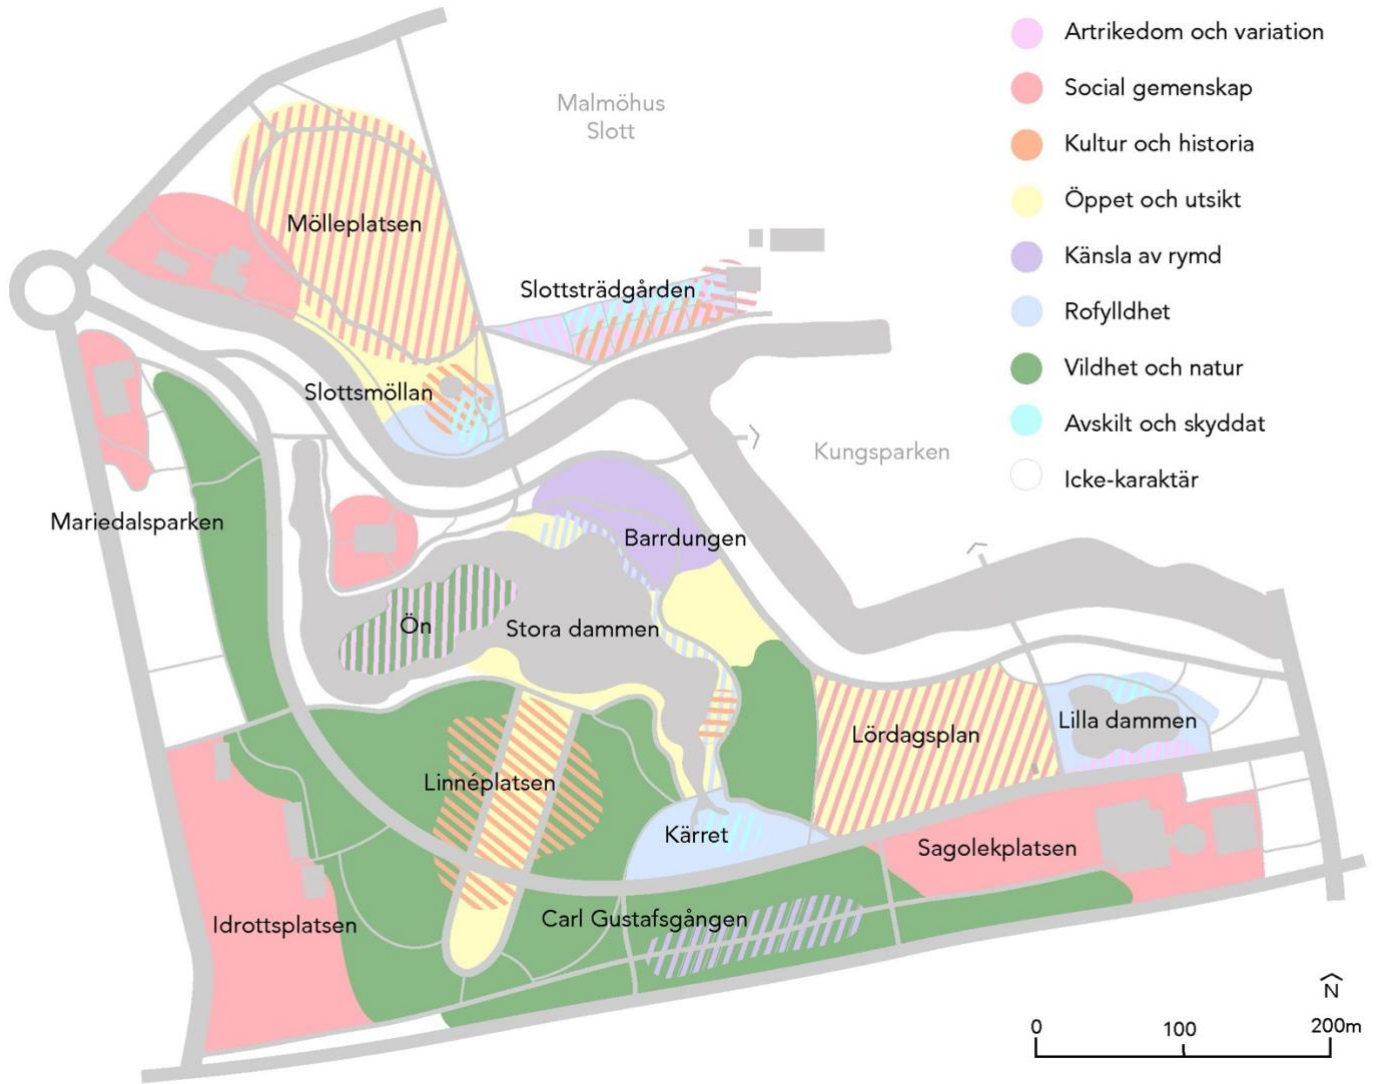 Artrikedom och variation
Social gemenskap
Kultur och historia
Öppet och utsikt
Känsla av rymd
Rofylldhet
Vildhet och natur
Avskilt och skyddat
Icke-karaktär
Malmöhus
Slott
Mölleplatsen
Slottsträdgården
Slottsmöllan
Kungsparken
Mariedalsparken
Barrdungen
Ön
Stora dammen
Lilla dammen
Lördagsplan
Linnéplatsen
Kärret
Sagolekplatsen
Idrottsplatsen
Carl Gustafsgången
N
0
100
200m